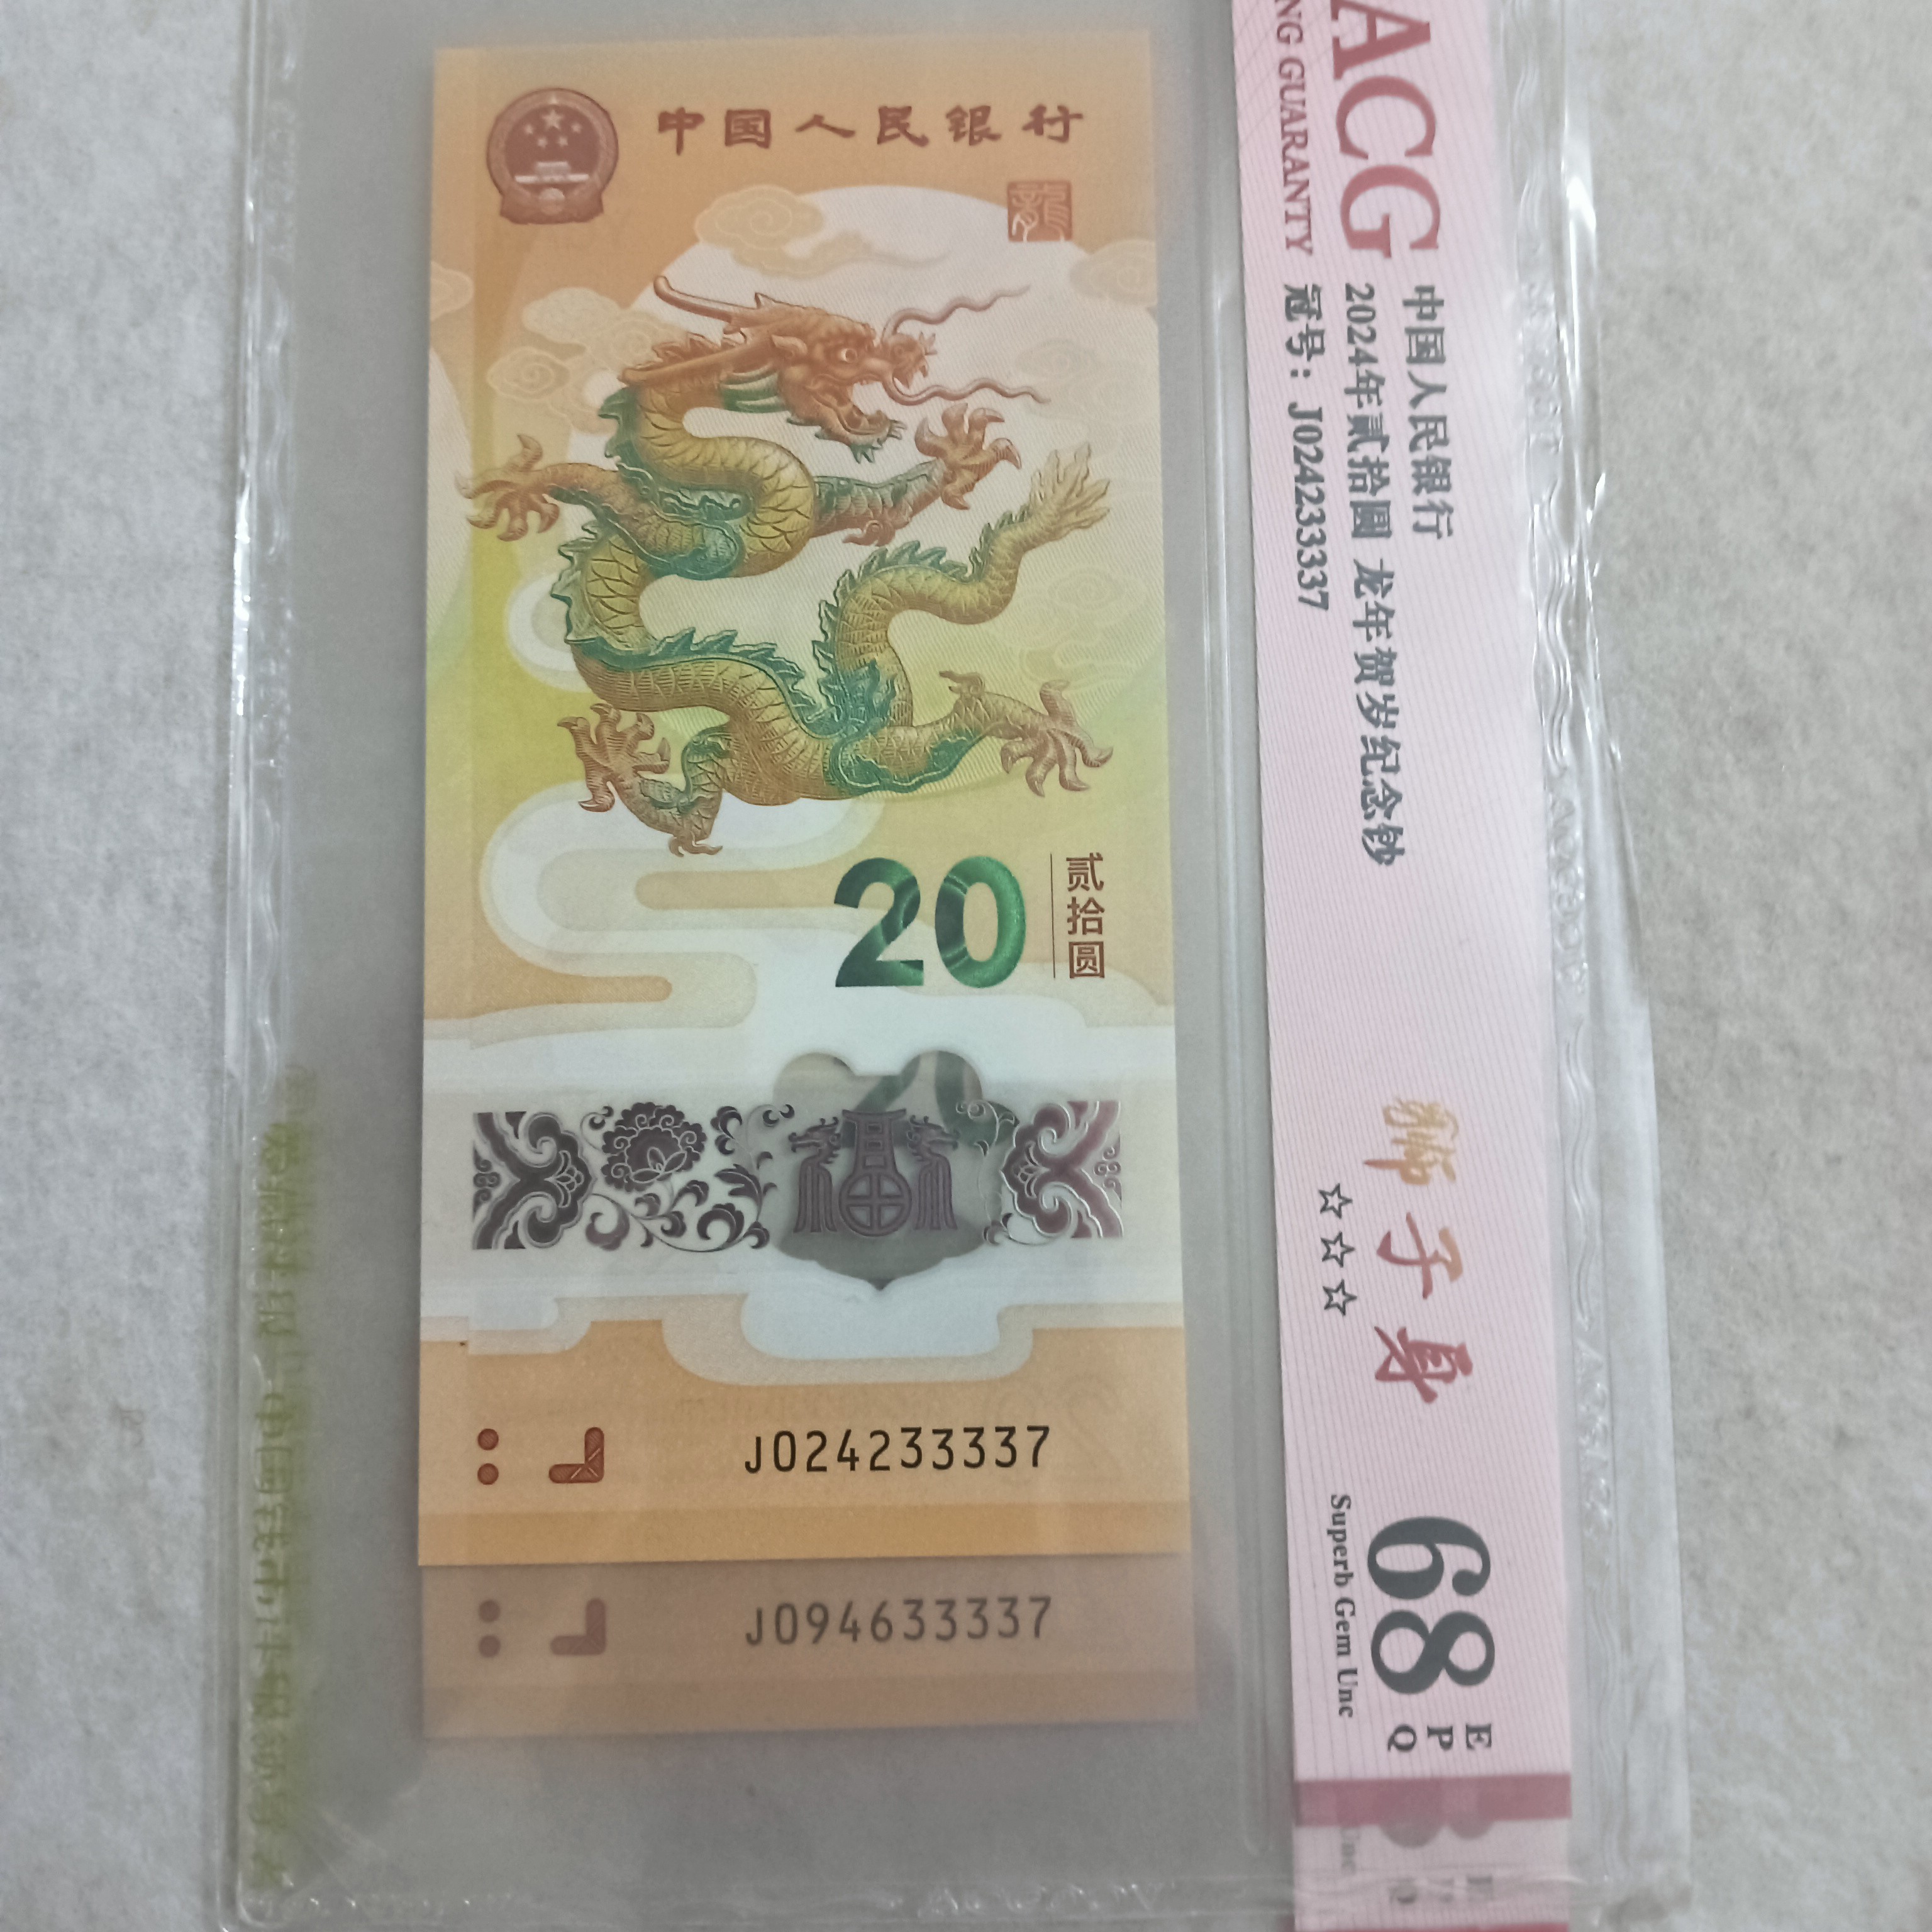 中国人民银行
龍
20
贰拾圆
福
J024233337
J094633337
ACG
NG GUARANTY
中国人民银行
2024年贰拾圆 龙年贺岁纪念钞
冠号: J024233337
狮子身
☆☆☆
68
EPQ
Superb Gem Unc